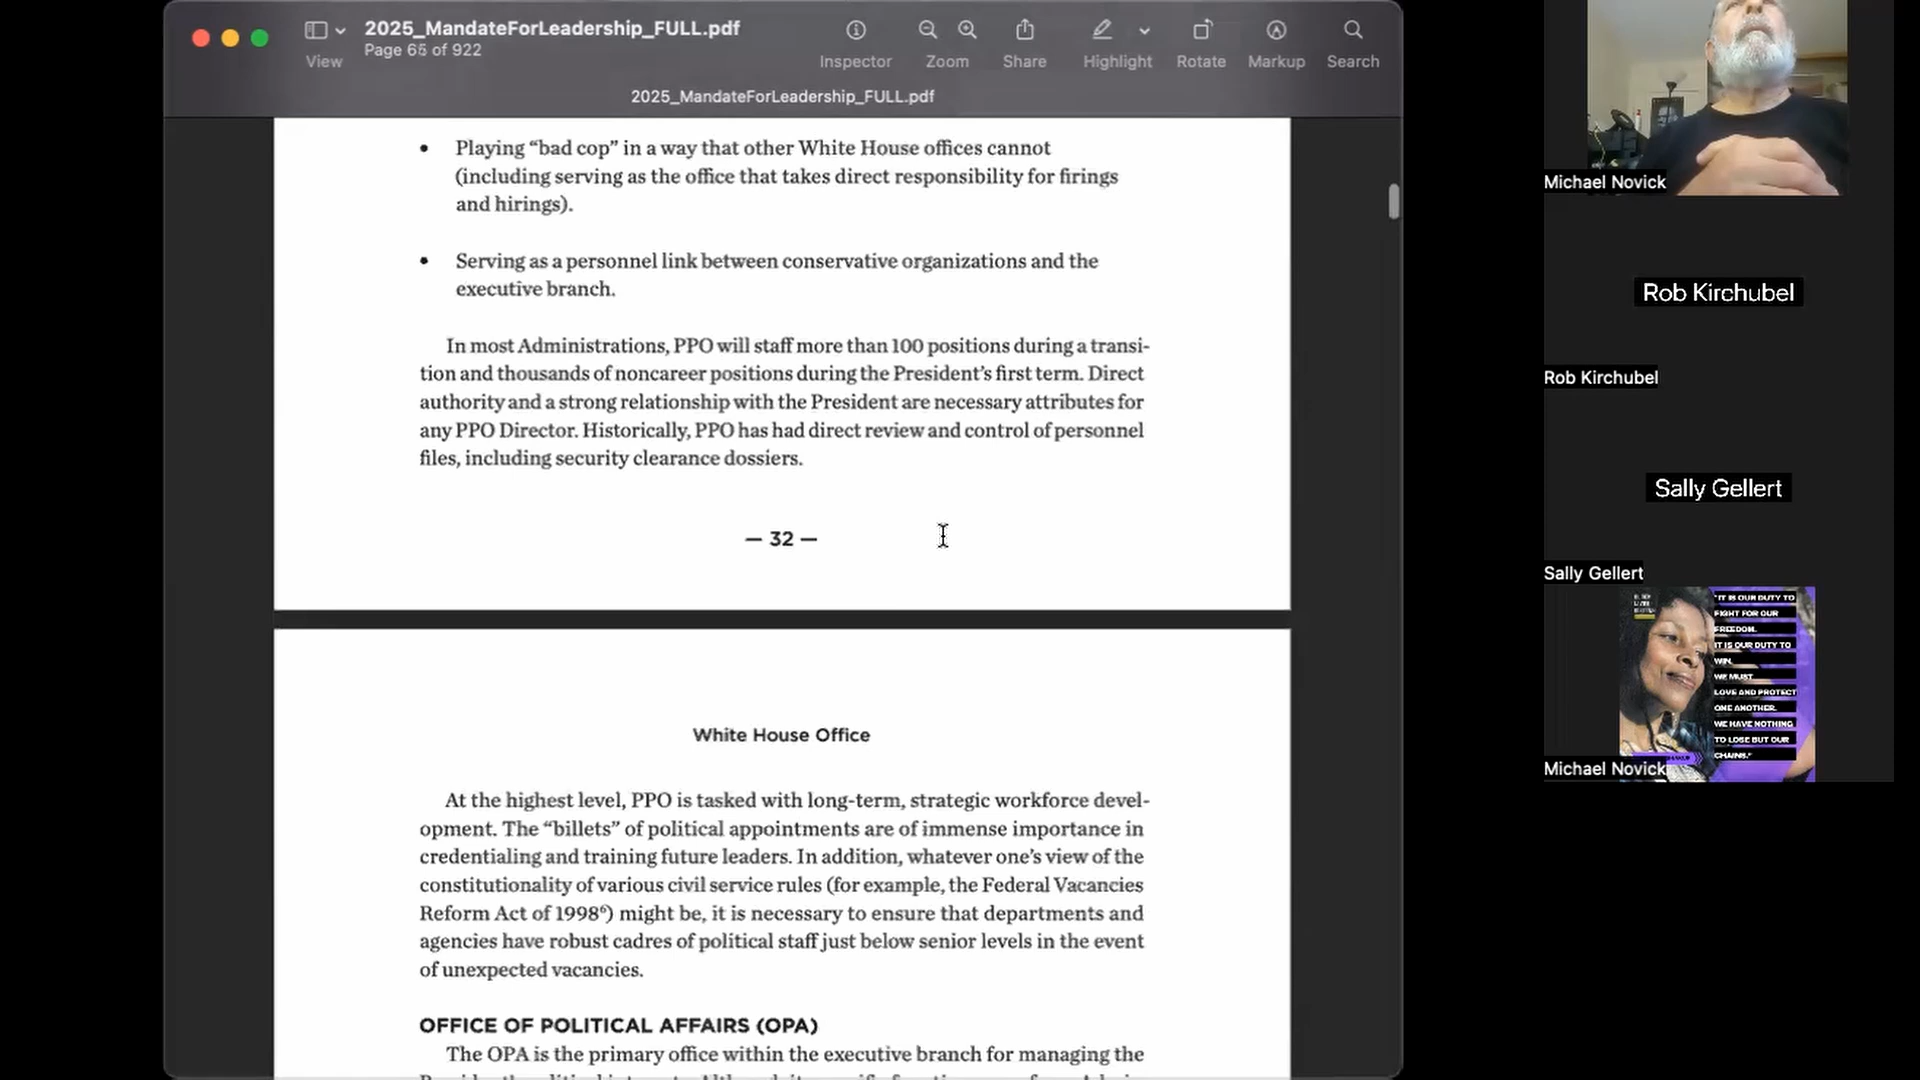 2025_MandateForLeadership_FULL.pdf
Page 65 of 922
View
Inspector
Zoom
Share
Highlight
Rotate
Markup
Search
2025_MandateForLeadership_FULL.pdf
• Playing “bad cop” in a way that other White House offices cannot
(including serving as the office that takes direct responsibility for firings
and hirings).
• Serving as a personnel link between conservative organizations and the
executive branch.
In most Administrations, PPO will staff more than 100 positions during a transi-
tion and thousands of noncareer positions during the President’s first term. Direct
authority and a strong relationship with the President are necessary attributes for
any PPO Director. Historically, PPO has had direct review and control of personnel
files, including security clearance dossiers.
— 32 —
White House Office
At the highest level, PPO is tasked with long-term, strategic workforce devel-
opment. The “billets” of political appointments are of immense importance in
credentialing and training future leaders. In addition, whatever one’s view of the
constitutionality of various civil service rules (for example, the Federal Vacancies
Reform Act of 1998⁶) might be, it is necessary to ensure that departments and
agencies have robust cadres of political staff just below senior levels in the event
of unexpected vacancies.
OFFICE OF POLITICAL AFFAIRS (OPA)
The OPA is the primary office within the executive branch for managing the
Michael Novick
Rob Kirchubel
Rob Kirchubel
Sally Gellert
Sally Gellert
"IT IS OUR DUTY TO
FIGHT FOR OUR
FREEDOM.
IT IS OUR DUTY TO
WIN.
WE MUST
LOVE AND PROTECT
ONE ANOTHER.
WE HAVE NOTHING
TO LOSE BUT OUR
CHAINS."
Michael Novick